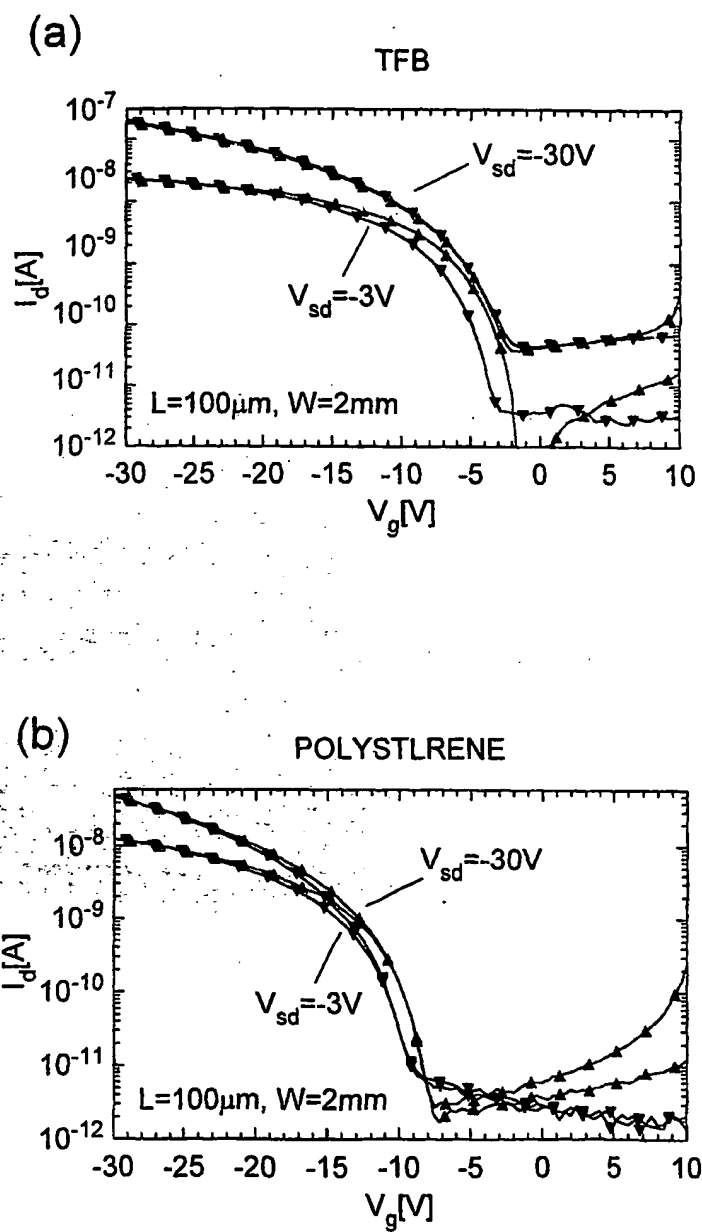 (a)
TFB
10-7
10-8
10-9
10-10
10-11
10-12
Id[A]
Vsd=-30V
Vsd=-3V
L=100μm, W=2mm
-30 -25 -20 -15 -10 -5 0 5 10
Vg[V]
(b)
POLYSTLRENE
10-8
10-9
10-10
10-11
10-12
Id[A]
Vsd=-30V
Vsd=-3V
L=100μm, W=2mm
-30 -25 -20 -15 -10 -5 0 5 10
Vg[V]